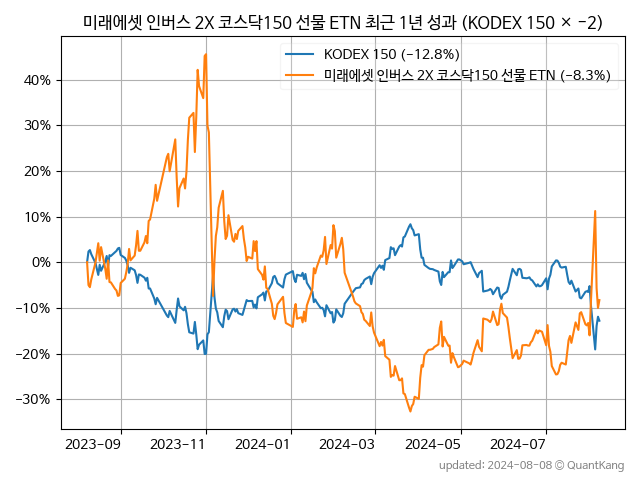 미래에셋 인버스 2X 코스닥150 선물 ETN 최근 1년 성과 (KODEX 150 × −2)
KODEX 150 (−12.8%)
미래에셋 인버스 2X 코스닥150 선물 ETN (−8.3%)
40%
30%
20%
10%
0%
−10%
−20%
−30%
2023-09 2023-11 2024-01 2024-03 2024-05 2024-07
updated: 2024-08-08 © QuantKang